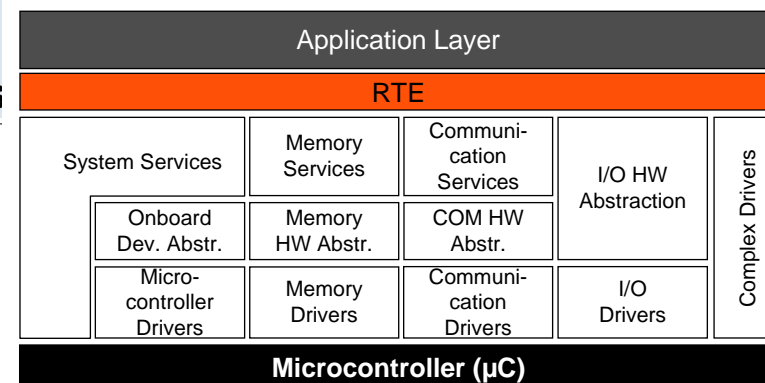 Application Layer
RTE
System Services
Memory
Services
Communi-
cation
Services
I/O HW
Abstraction
Complex Drivers
Onboard
Dev. Abstr.
Memory
HW Abstr.
COM HW
Abstr.
Micro-
controller
Drivers
Memory
Drivers
Communi-
cation
Drivers
I/O
Drivers
Microcontroller (µC)